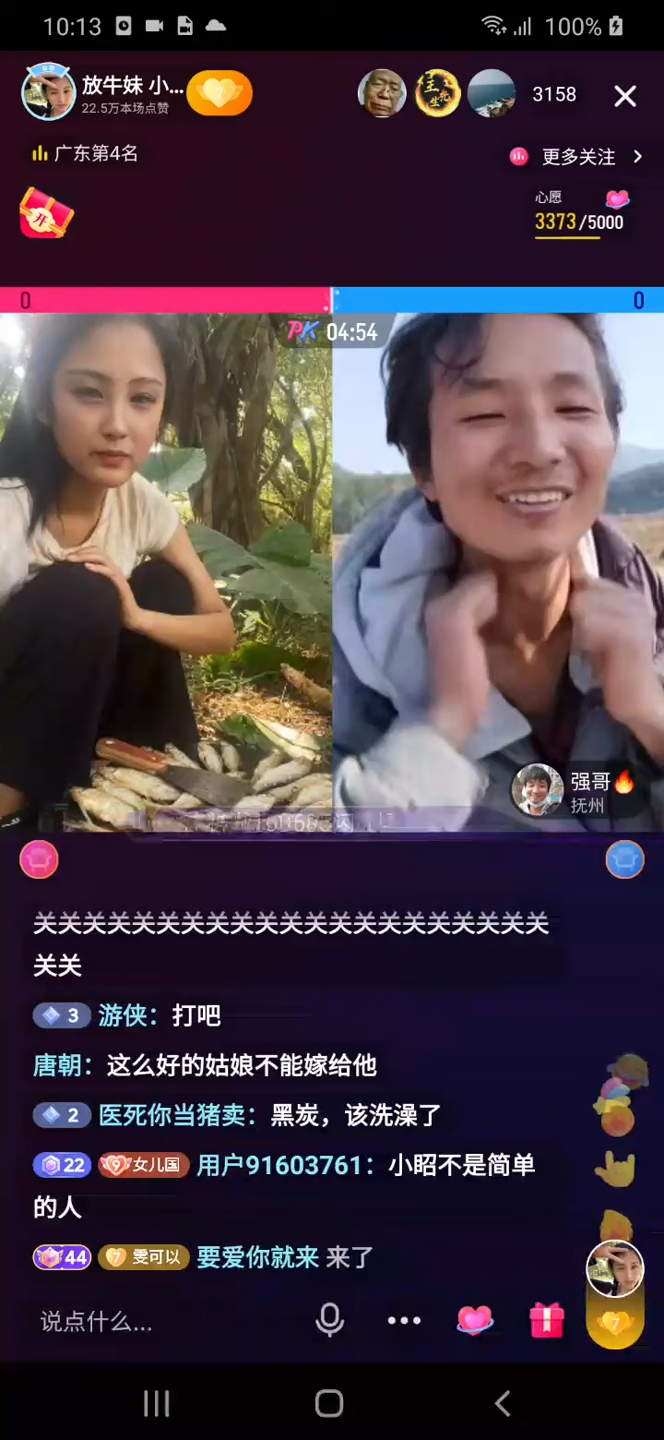 10:13
100%
放牛妹 小...
22.5万本场点赞
7
3158
广东第4名
更多关注
开
心愿
3373/5000
0
0
PK 04:54
强哥🔥
抚州
关关关关关关关关关关关关关关关关关关关关关
关关
3 游侠：打吧
唐朝：这么好的姑娘不能嫁给他
2 医死你当猪卖：黑炭，该洗澡了
22 9 女儿国 用户91603761：小昭不是简单
的人
44 7 雯可以 要爱你就来 来了
说点什么...
7